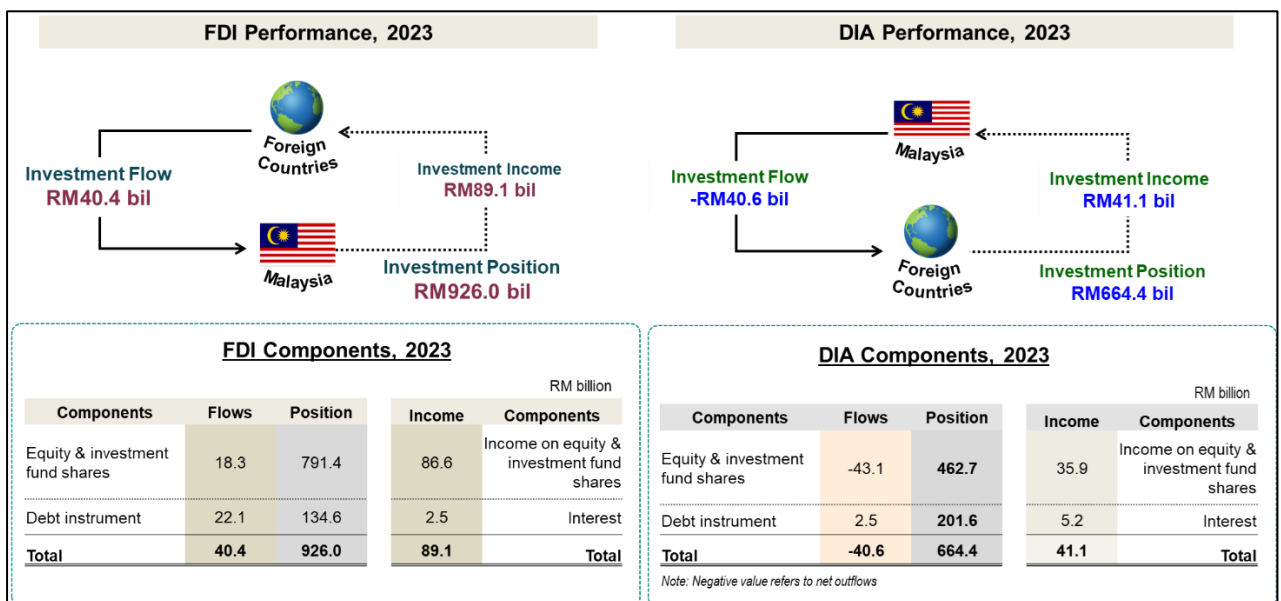 FDI Performance, 2023
Foreign
Countries
Investment Flow
RM40.4 bil
Investment Income
RM89.1 bil
Malaysia
Investment Position
RM926.0 bil
DIA Performance, 2023
Malaysia
Investment Flow
-RM40.6 bil
Investment Income
RM41.1 bil
Foreign
Countries
Investment Position
RM664.4 bil
FDI Components, 2023
RM billion
Components Flows Position Income Components
Equity & investment
fund shares 18.3 791.4 86.6 Income on equity &
investment fund
shares
Debt instrument 22.1 134.6 2.5 Interest
Total 40.4 926.0 89.1 Total
DIA Components, 2023
RM billion
Components Flows Position Income Components
Equity & investment
fund shares -43.1 462.7 35.9 Income on equity &
investment fund
shares
Debt instrument 2.5 201.6 5.2 Interest
Total -40.6 664.4 41.1 Total
Note: Negative value refers to net outflows